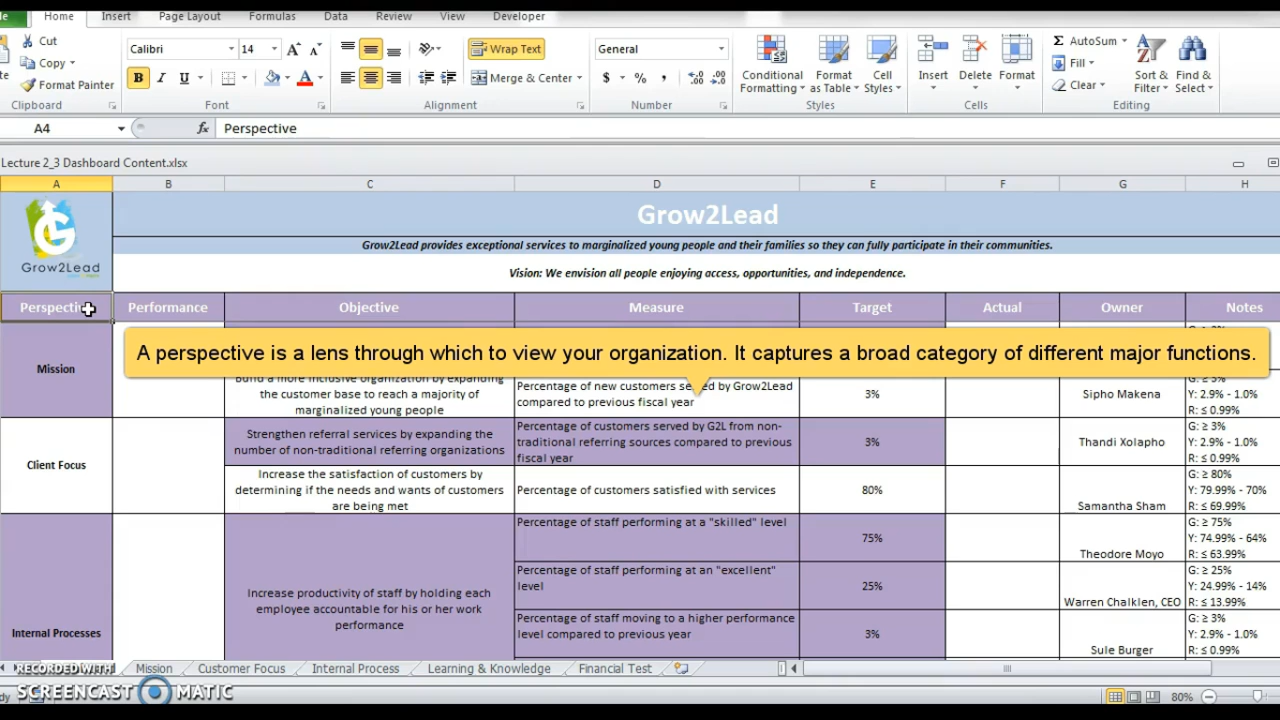 Home Insert Page Layout Formulas Data Review View Developer
Cut
Copy
Format Painter
Clipboard
Calibri 14
B I U
Font
Wrap Text
Merge & Center
Alignment
General
$ % ,
Number
Conditional Formatting
Format as Table
Cell Styles
Styles
Insert Delete Format
Cells
AutoSum
Fill
Clear
Sort & Filter
Find & Select
Editing
A4 fx Perspective
Lecture 2_3 Dashboard Content.xlsx
A B C D E F G H
Grow2Lead
Grow2Lead
Grow2Lead provides exceptional services to marginalized young people and their families so they can fully participate in their communities.
Vision: We envision all people enjoying access, opportunities, and independence.
Perspective Performance Objective Measure Target Actual Owner Notes
A perspective is a lens through which to view your organization. It captures a broad category of different major functions.
Mission
Build a more inclusive organization by expanding
the customer base to reach a majority of
marginalized young people
Percentage of new customers served by Grow2Lead
compared to previous fiscal year
3%
Sipho Makena
G: ≥ 3%
Y: 2.9% - 1.0%
R: ≤ 0.99%
Client Focus
Strengthen referral services by expanding the
number of non-traditional referring organizations
Percentage of customers served by G2L from non-
traditional referring sources compared to previous
fiscal year
3%
Thandi Xolapho
G: ≥ 3%
Y: 2.9% - 1.0%
R: ≤ 0.99%
Increase the satisfaction of customers by
determining if the needs and wants of customers
are being met
Percentage of customers satisfied with services
80%
Samantha Sham
G: ≥ 80%
Y: 79.99% - 70%
R: ≤ 69.99%
Internal Processes
Increase productivity of staff by holding each
employee accountable for his or her work
performance
Percentage of staff performing at a "skilled" level
75%
Theodore Moyo
G: ≥ 75%
Y: 74.99% - 64%
R: ≤ 63.99%
Percentage of staff performing at an "excellent"
level
25%
Warren Chalklen, CEO
G: ≥ 25%
Y: 24.99% - 14%
R: ≤ 13.99%
Percentage of staff moving to a higher performance
level compared to previous year
3%
Sule Burger
G: ≥ 3%
Y: 2.9% - 1.0%
R: ≤ 0.99%
Mission Customer Focus Internal Process Learning & Knowledge Financial Test
RECORDED WITH
SCREENCAST MATIC
80%